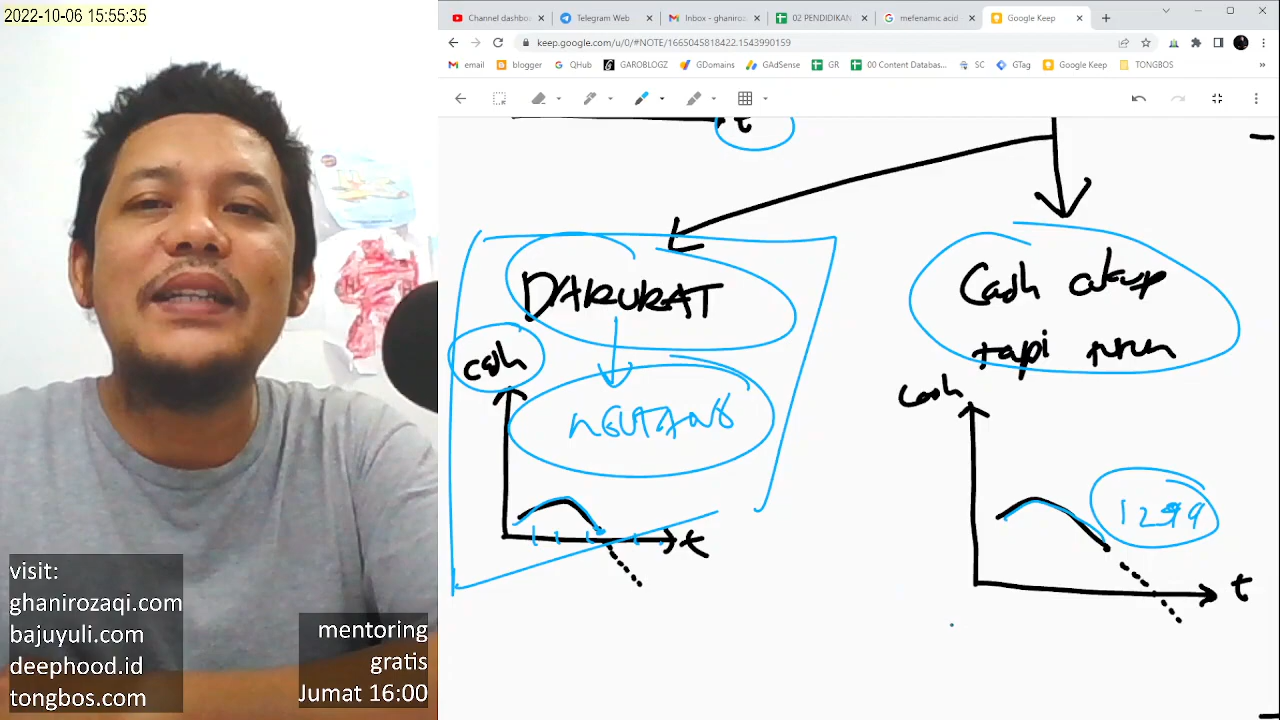 2022-10-06 15:55:35
Channel dashbo
Telegram Web
Inbox - ghaniroz
02 PENDIDIKAN
mefenamic acid
Google Keep
keep.google.com/u/0/#NOTE/1665045818422.1543990159
email
blogger
QHub
GAROBLOGZ
GDomains
GAdSense
GR
00 Content Databas...
SC
GTag
Google Keep
TONGBOS
t
DARURAT
cash
NGUTANG
t
Cash cukup
tapi turun
cash
t
visit:
ghanirozaqi.com
bajuyuli.com
deephood.id
tongbos.com
mentoring
gratis
Jumat 16:00